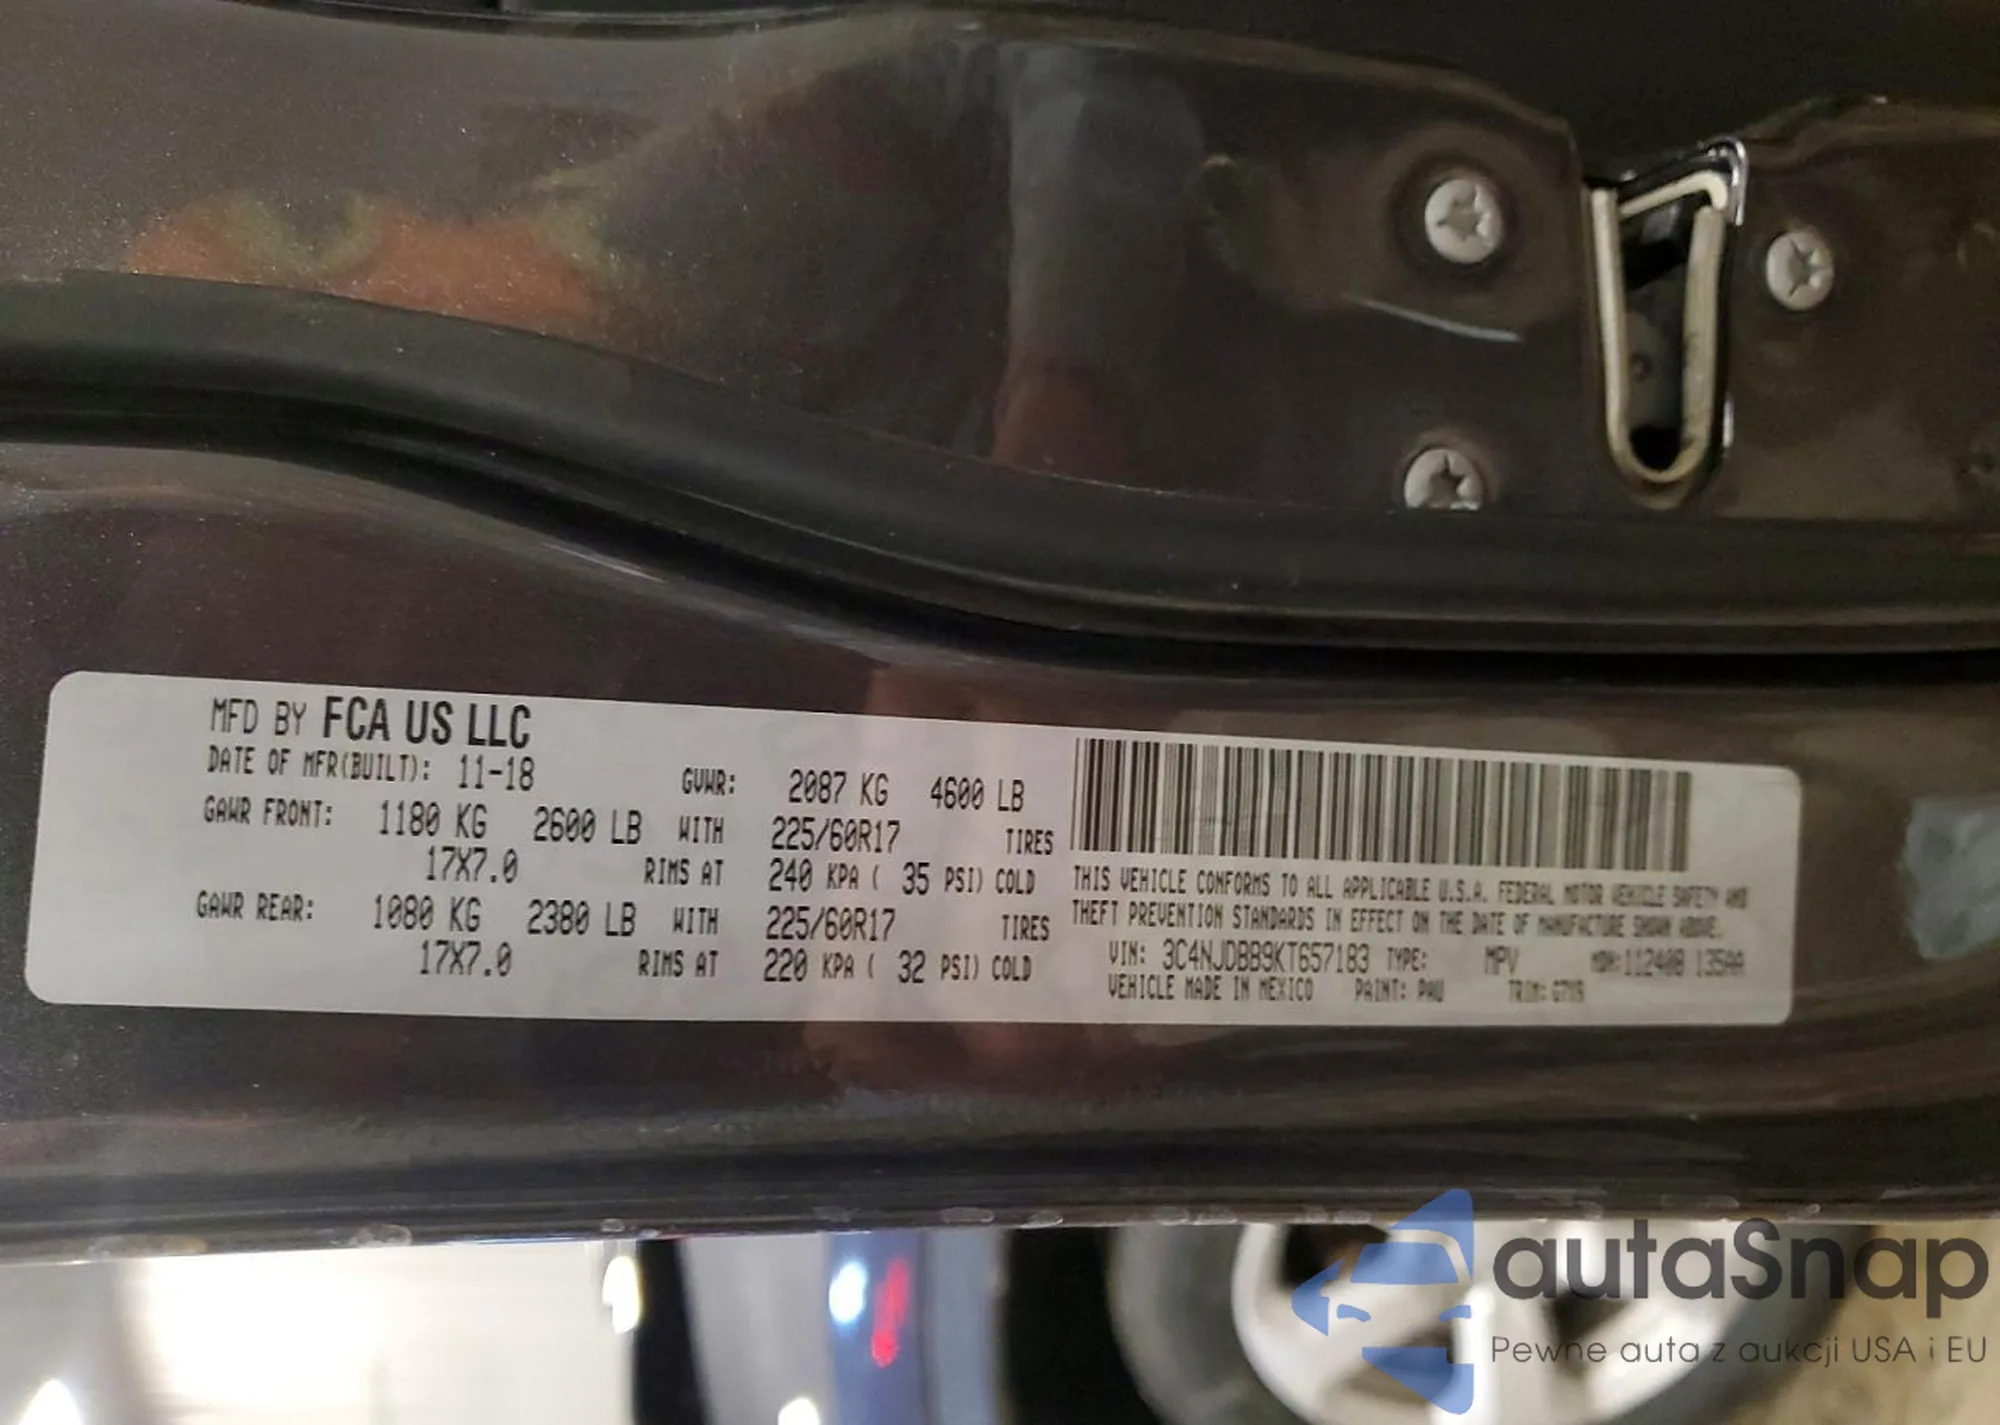 MFD BY FCA US LLC
DATE OF MFR(BUILT): 11-18 GVWR: 2087 KG 4600 LB
GAWR FRONT: 1180 KG 2600 LB WITH 225/60R17 TIRES
17X7.0 RIMS AT 240 KPA ( 35 PSI) COLD
GAWR REAR: 1080 KG 2380 LB WITH 225/60R17 TIRES
17X7.0 RIMS AT 220 KPA ( 32 PSI) COLD
THIS VEHICLE CONFORMS TO ALL APPLICABLE U.S.A. FEDERAL MOTOR VEHICLE SAFETY AND
THEFT PREVENTION STANDARDS IN EFFECT ON THE DATE OF MANUFACTURE SHOWN ABOVE.
VIN: 3C4NJDBB9KT657183 TYPE: MPV MDH:112408 135AA
VEHICLE MADE IN MEXICO PAINT: PAU TRIM:
autaSnap
Pewne auta z aukcji USA i EU